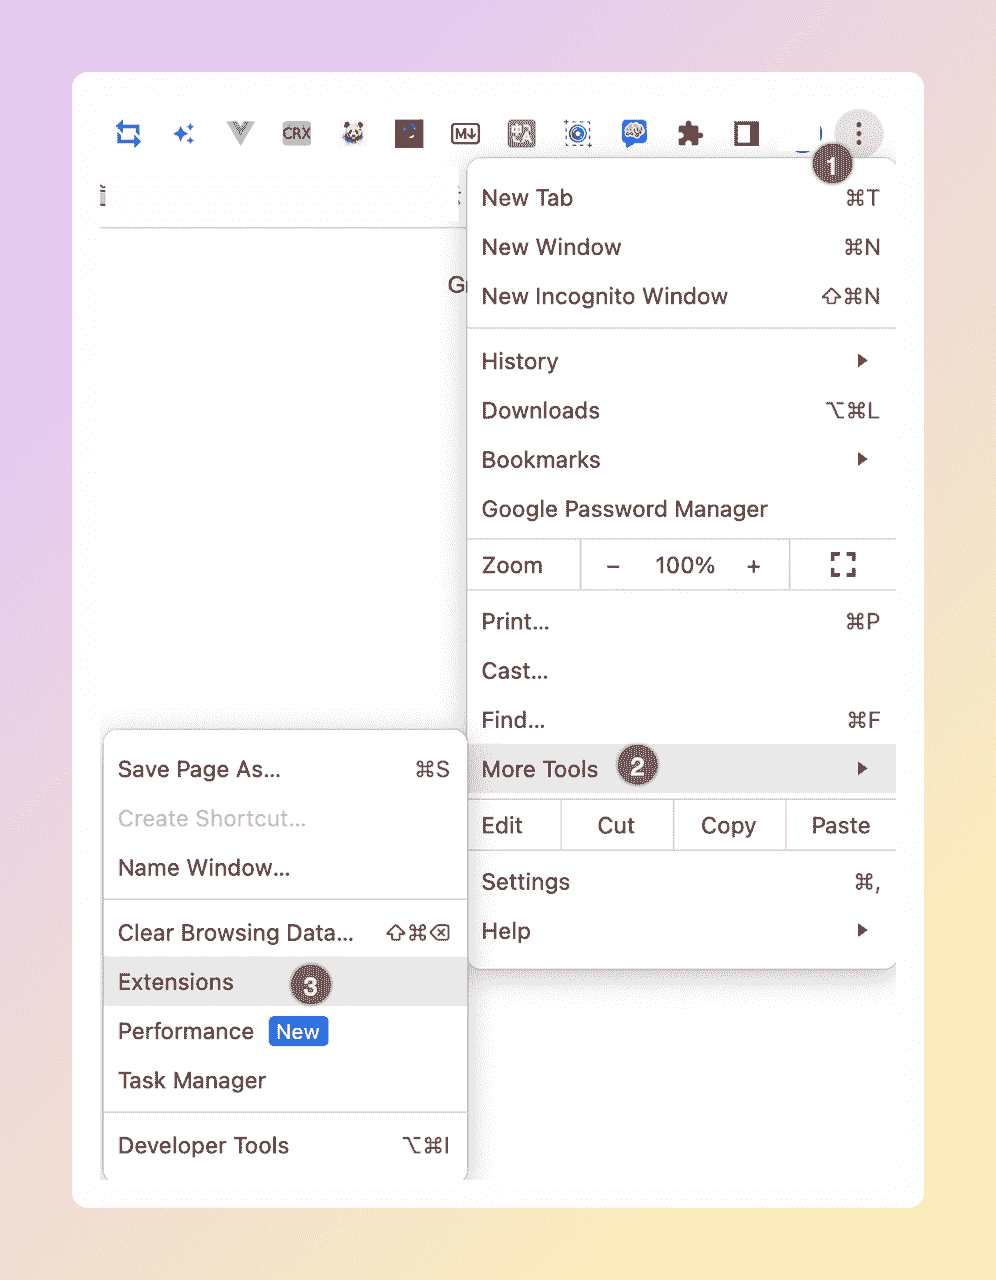 CRX
M↓
1
New Tab ⌘T
New Window ⌘N
New Incognito Window ⇧⌘N
History
Downloads ⌥⌘L
Bookmarks
Google Password Manager
Zoom – 100% +
Print... ⌘P
Cast...
Find... ⌘F
More Tools 2
Edit Cut Copy Paste
Settings ⌘,
Help
Save Page As... ⌘S
Create Shortcut...
Name Window...
Clear Browsing Data... ⇧⌘⌫
Extensions 3
Performance New
Task Manager
Developer Tools ⌥⌘I